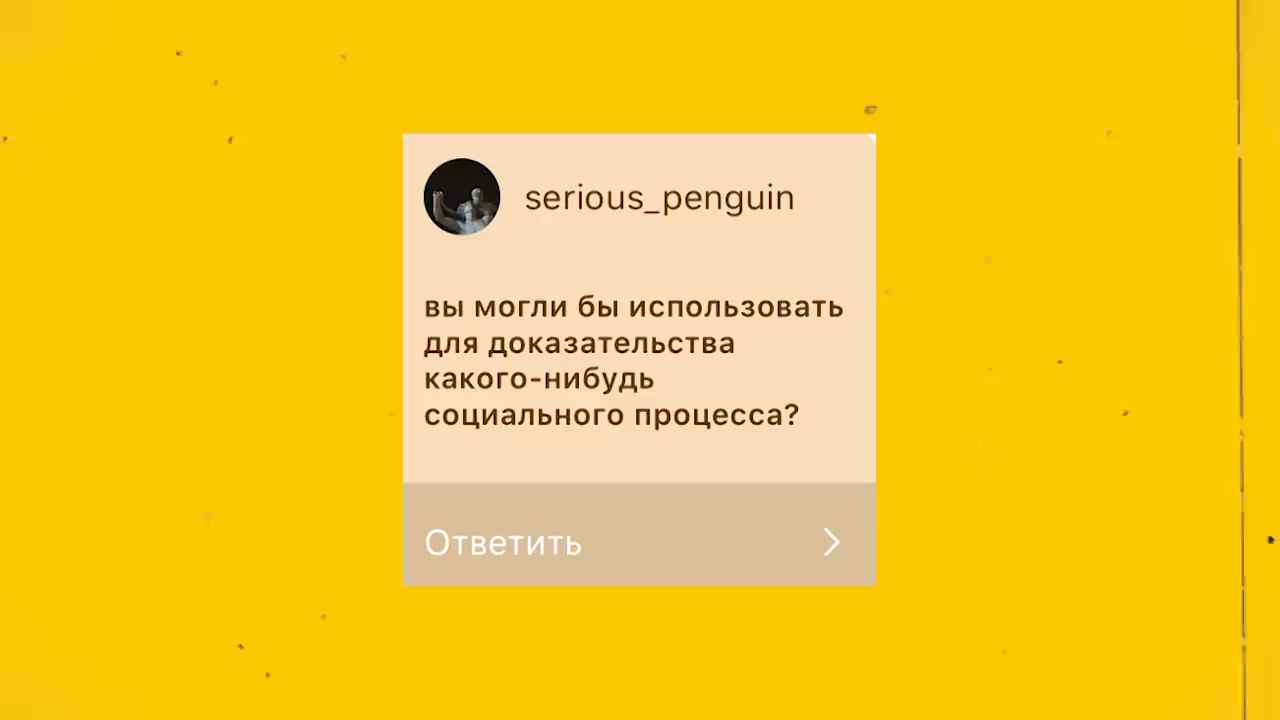 serious_penguin
вы могли бы использовать
для доказательства
какого-нибудь
социального процесса?
Ответить